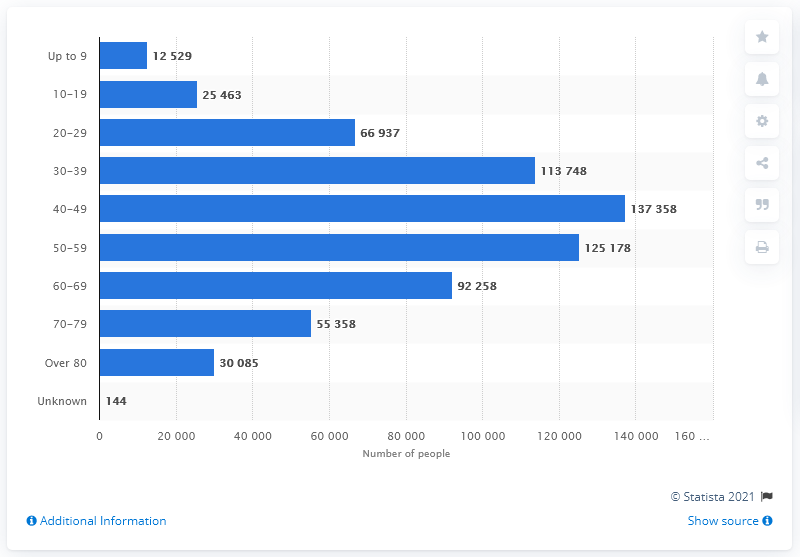 Up to 9 12 529
10–19 25 463
20–29 66 937
30–39 113 748
40–49 137 358
50–59 125 178
60–69 92 258
70–79 55 358
Over 80 30 085
Unknown 144
0 20 000 40 000 60 000 80 000 100 000 120 000 140 000 160 ...
Number of people
© Statista 2021
Additional Information Show source